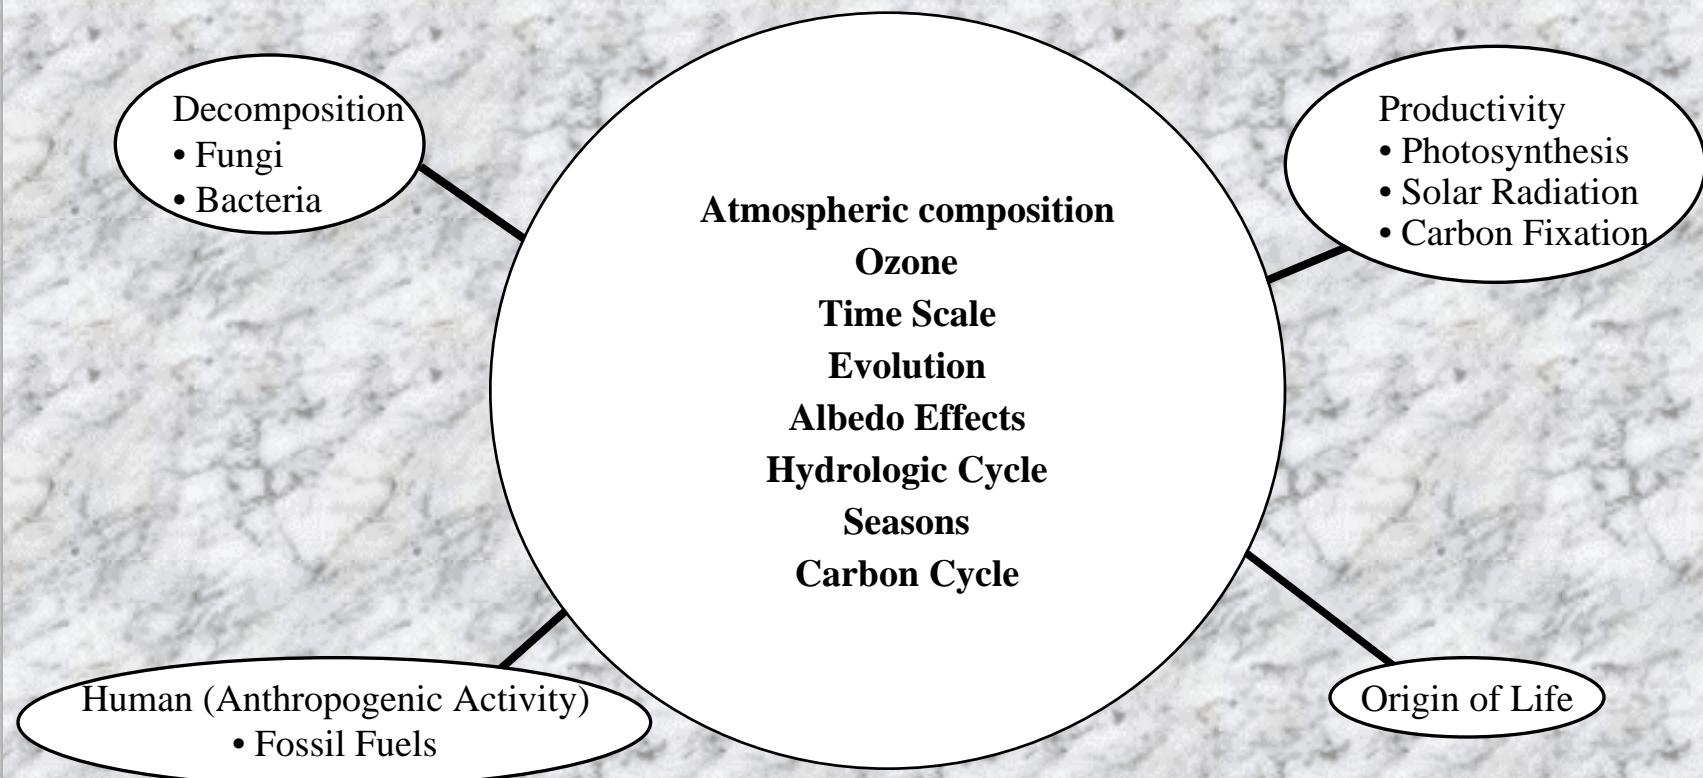 Decomposition
• Fungi
• Bacteria
Productivity
• Photosynthesis
• Solar Radiation
• Carbon Fixation
Atmospheric composition
Ozone
Time Scale
Evolution
Albedo Effects
Hydrologic Cycle
Seasons
Carbon Cycle
Human (Anthropogenic Activity)
• Fossil Fuels
Origin of Life